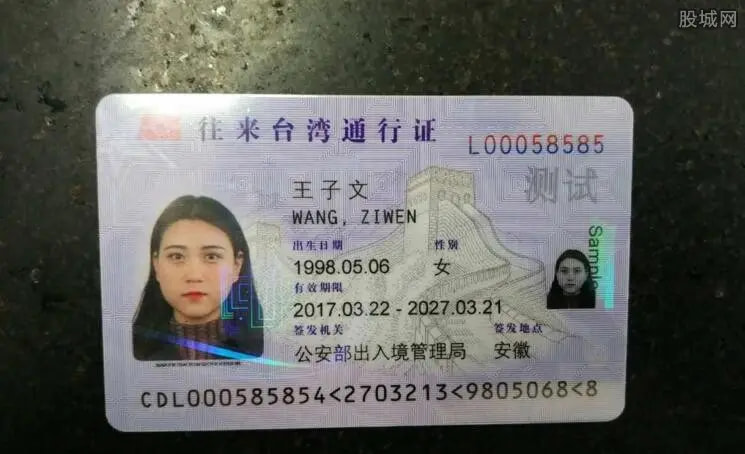 股城网
往来台湾通行证
L00058585
测试
王子文
WANG, ZIWEN
出生日期 性别
1998.05.06 女
有效期限
2017.03.22 - 2027.03.21
签发机关 签发地点
公安部出入境管理局 安徽
Sample
CDL000585854<2703213<9805068<8